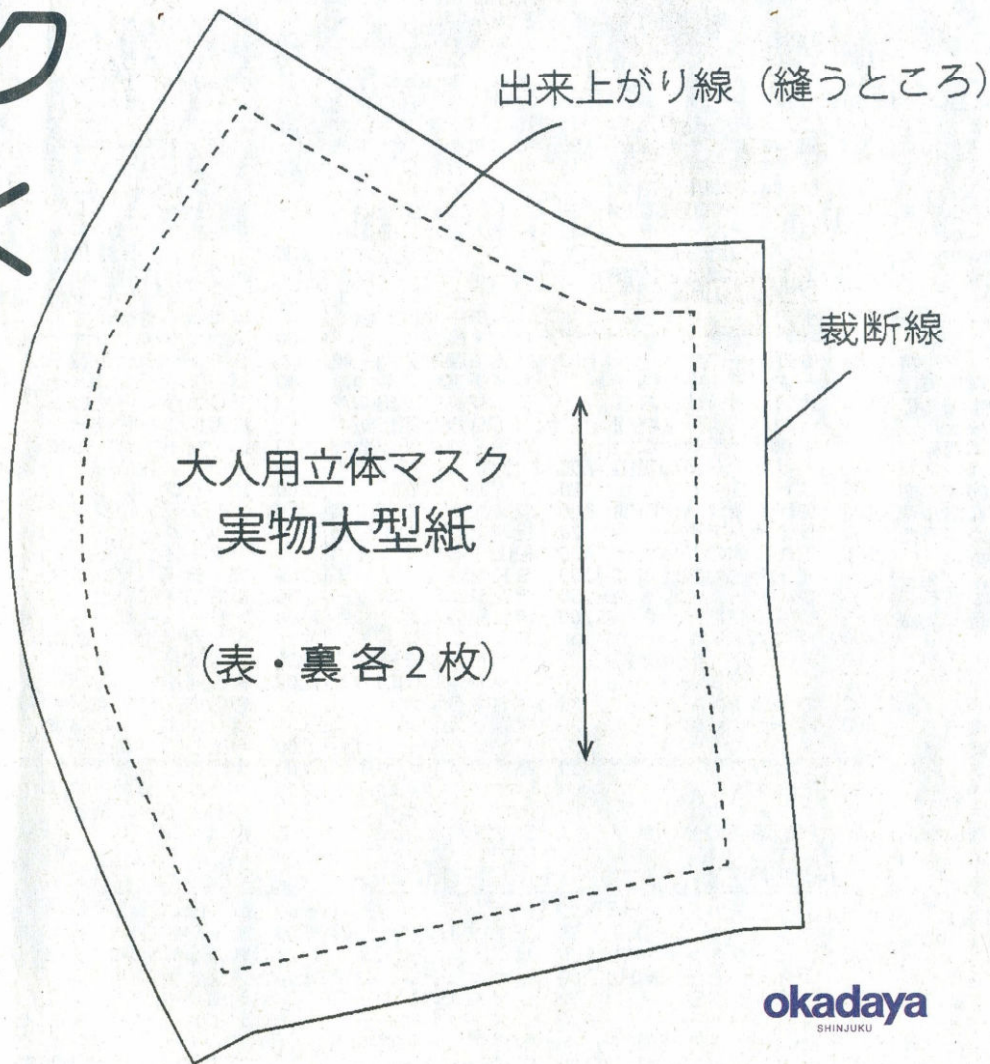 出来上がり線（縫うところ）
裁断線
大人用立体マスク
実物大型紙
（表・裏 各２枚）
okadaya
SHINJUKU